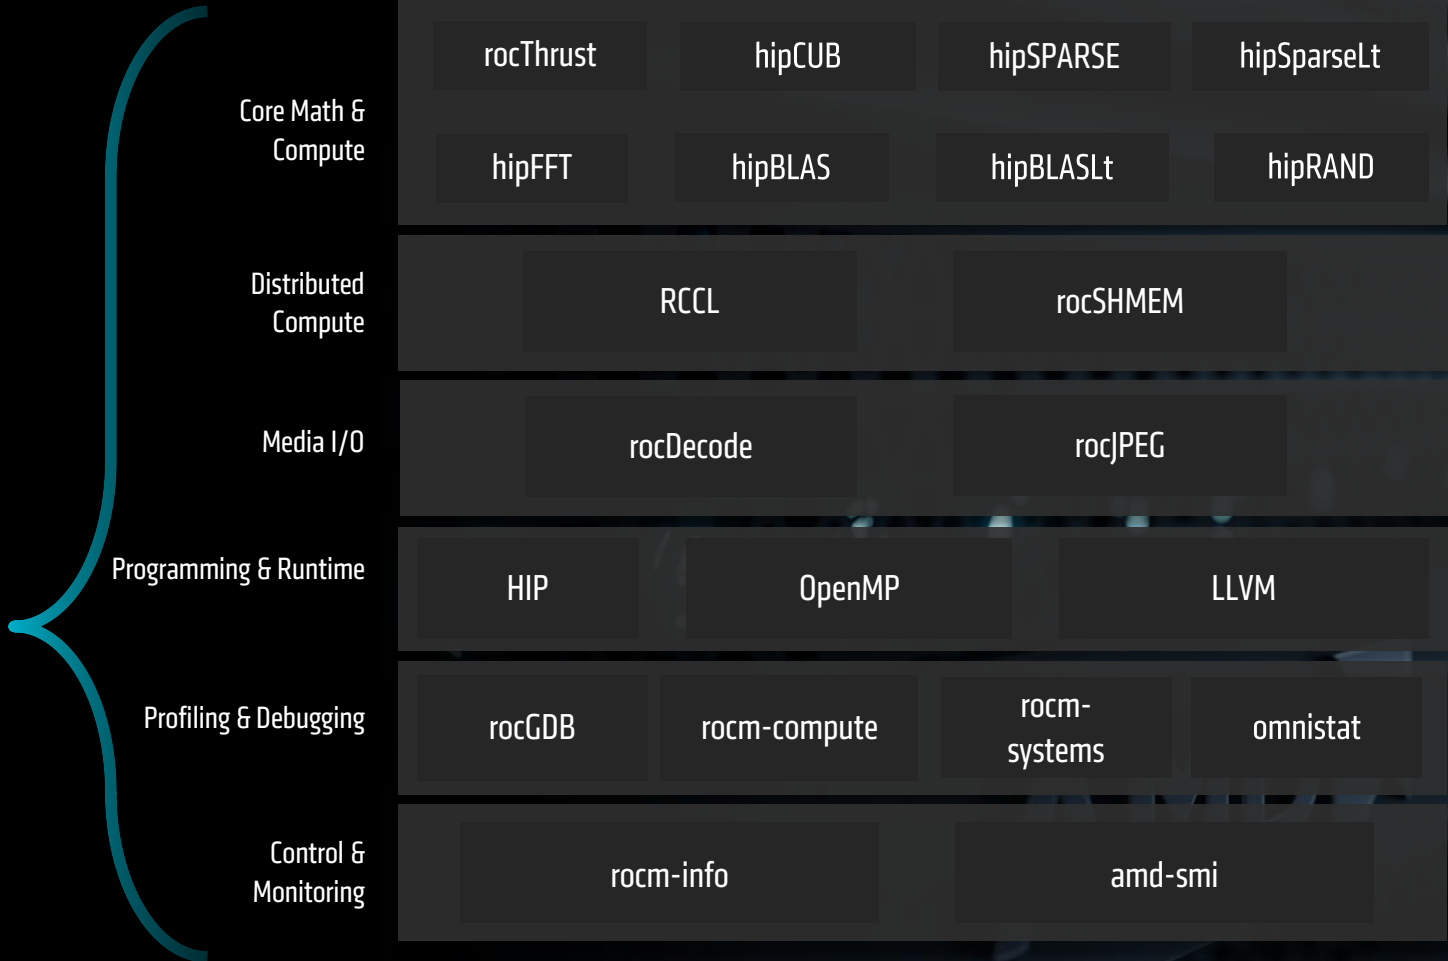 rocThrust
hipCUB
hipSPARSE
hipSparseLt
Core Math &
Compute
hipFFT
hipBLAS
hipBLASLt
hipRAND
Distributed
Compute
RCCL
rocSHMEM
Media I/O
rocDecode
rocJPEG
Programming & Runtime
HIP
OpenMP
LLVM
Profiling & Debugging
rocGDB
rocm-compute
rocm-
systems
omnistat
Control &
Monitoring
rocm-info
amd-smi